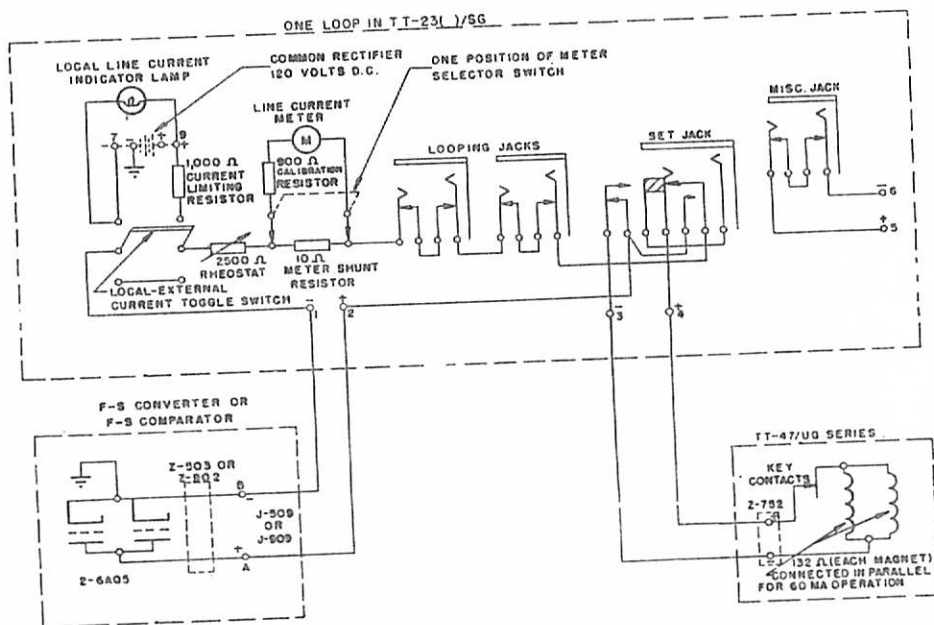 ONE LOOP IN TT-23( )/SG
LOCAL LINE CURRENT
INDICATOR LAMP
COMMON RECTIFIER
120 VOLTS D.C.
ONE POSITION OF METER
SELECTOR SWITCH
LINE CURRENT
METER
M
MISC. JACK
LOOPING JACKS
SET JACK
7
-
-
+
9
+
1,000 Ω
CURRENT
LIMITING
RESISTOR
900 Ω
CALIBRATION
RESISTOR
- 6
+ 5
2500 Ω
RHEOSTAT
10 Ω
METER SHUNT
RESISTOR
LOCAL-EXTERNAL
CURRENT TOGGLE SWITCH
- 1
+ 2
- 3
+ 4
F-S CONVERTER OR
F-S COMPARATOR
Z-503 OR
B
-
J-509
OR
J-909
+
A
2-6AQ5
TT-47/UG SERIES
KEY
CONTACTS
Z-752
132 Ω (EACH MAGNET)
CONNECTED IN PARALLEL
FOR 60 MA OPERATION